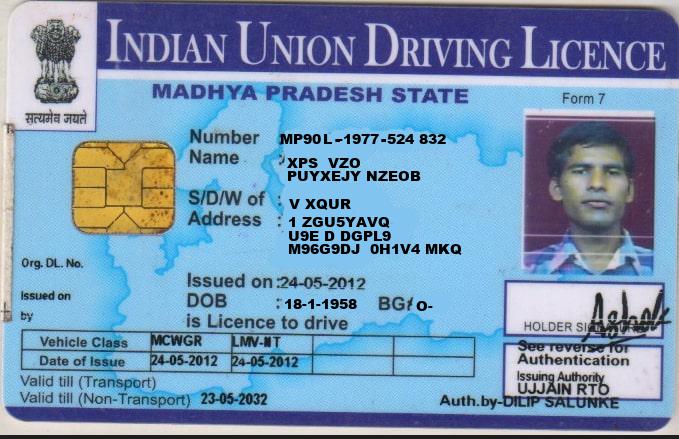 INDIAN UNION DRIVING LICENCE
सत्यमेव जयते
MADHYA PRADESH STATE
Form 7
Number MP90L-1977-524 832
Name : XPS VZO
PUYXEJY NZEOB
S/D/W of : V XQUR
Address : 1 ZGU5YAVQ
U9E D DGPL9
M96G9DJ 0H1V4 MKQ
Org. DL. No.
Issued on :24-05-2012
Issued on
DOB :18-1-1958 BG/ O-
by
is Licence to drive
HOLDER SIGNATURE
Vehicle Class MCWGR LMV-NT
Date of Issue 24-05-2012 24-05-2012
See reverse for
Authentication
Issuing Authority
UJJAIN RTO
Valid till (Transport)
Valid till (Non-Transport) 23-05-2032
Auth.by-DILIP SALUNKE